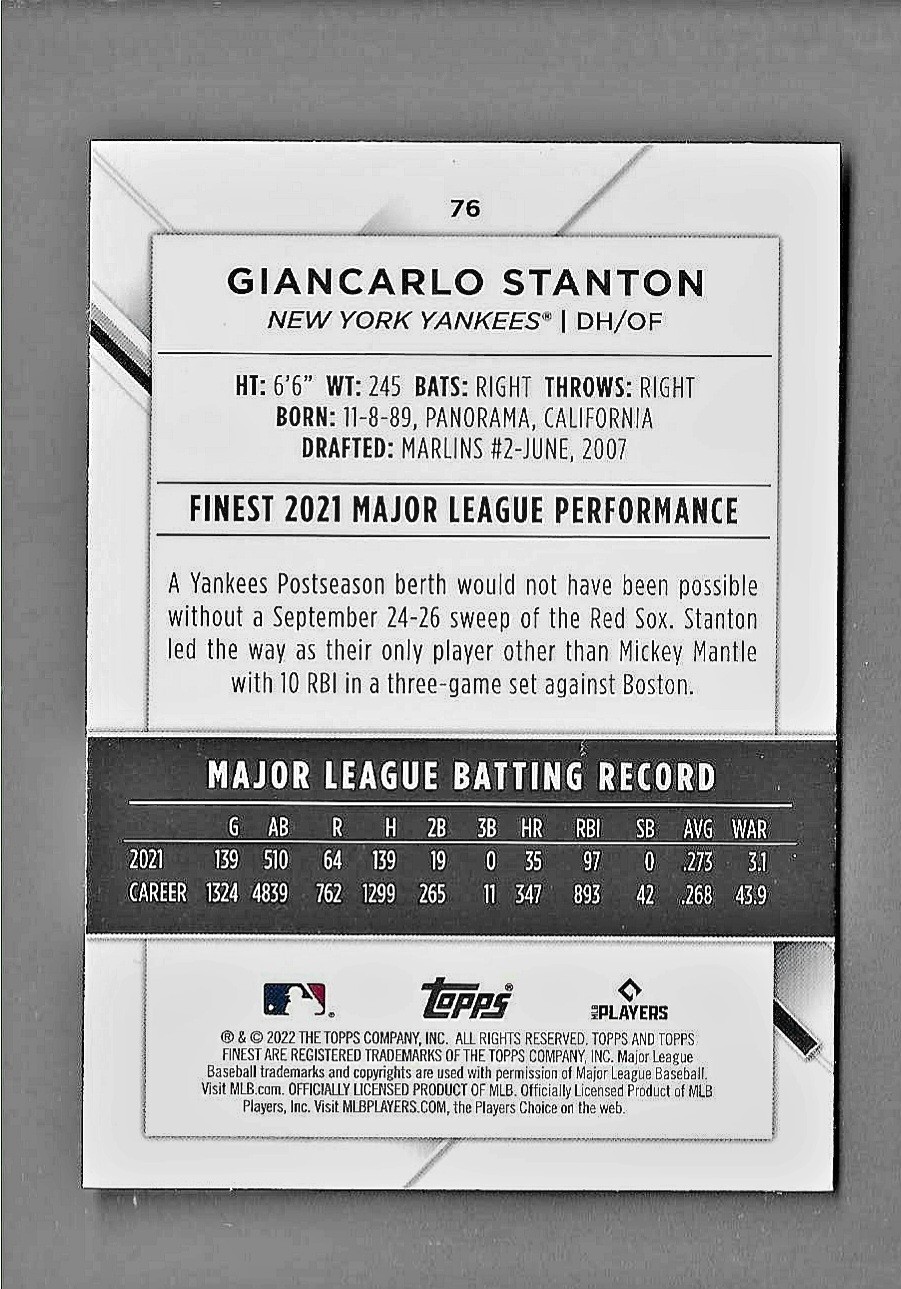 76
GIANCARLO STANTON
NEW YORK YANKEES® | DH/OF
HT: 6'6" WT: 245 BATS: RIGHT THROWS: RIGHT
BORN: 11-8-89, PANORAMA, CALIFORNIA
DRAFTED: MARLINS #2-JUNE, 2007
FINEST 2021 MAJOR LEAGUE PERFORMANCE
A Yankees Postseason berth would not have been possible
without a September 24-26 sweep of the Red Sox. Stanton
led the way as their only player other than Mickey Mantle
with 10 RBI in a three-game set against Boston.
MAJOR LEAGUE BATTING RECORD
G AB R H 2B 3B HR RBI SB AVG WAR
2021 139 510 64 139 19 0 35 97 0 .273 3.1
CAREER 1324 4839 762 1299 265 11 347 893 42 .268 43.9
Topps® MLB PLAYERS
® & © 2022 THE TOPPS COMPANY, INC. ALL RIGHTS RESERVED. TOPPS AND TOPPS
FINEST ARE REGISTERED TRADEMARKS OF THE TOPPS COMPANY, INC. Major League
Baseball trademarks and copyrights are used with permission of Major League Baseball.
Visit MLB.com. OFFICIALLY LICENSED PRODUCT OF MLB. Officially Licensed Product of MLB
Players, Inc. Visit MLBPLAYERS.COM, the Players Choice on the web.